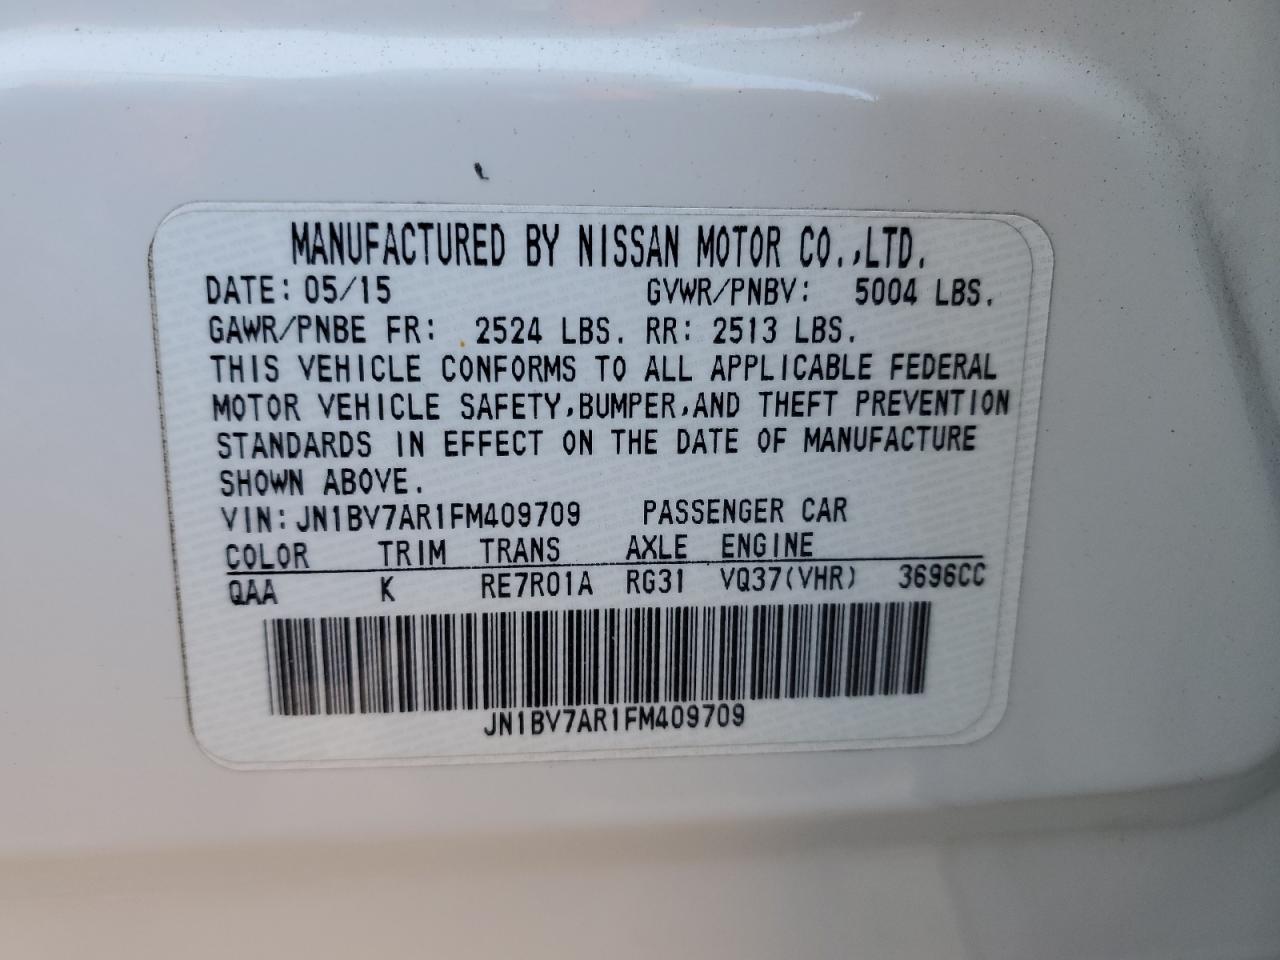 MANUFACTURED BY NISSAN MOTOR CO.,LTD.
DATE: 05/15 GVWR/PNBV: 5004 LBS.
GAWR/PNBE FR: 2524 LBS. RR: 2513 LBS.
THIS VEHICLE CONFORMS TO ALL APPLICABLE FEDERAL
MOTOR VEHICLE SAFETY,BUMPER,AND THEFT PREVENTION
STANDARDS IN EFFECT ON THE DATE OF MANUFACTURE
SHOWN ABOVE.
VIN: JN1BV7AR1FM409709 PASSENGER CAR
COLOR TRIM TRANS AXLE ENGINE
QAA K RE7R01A RG31 VQ37(VHR) 3696CC
JN1BV7AR1FM409709